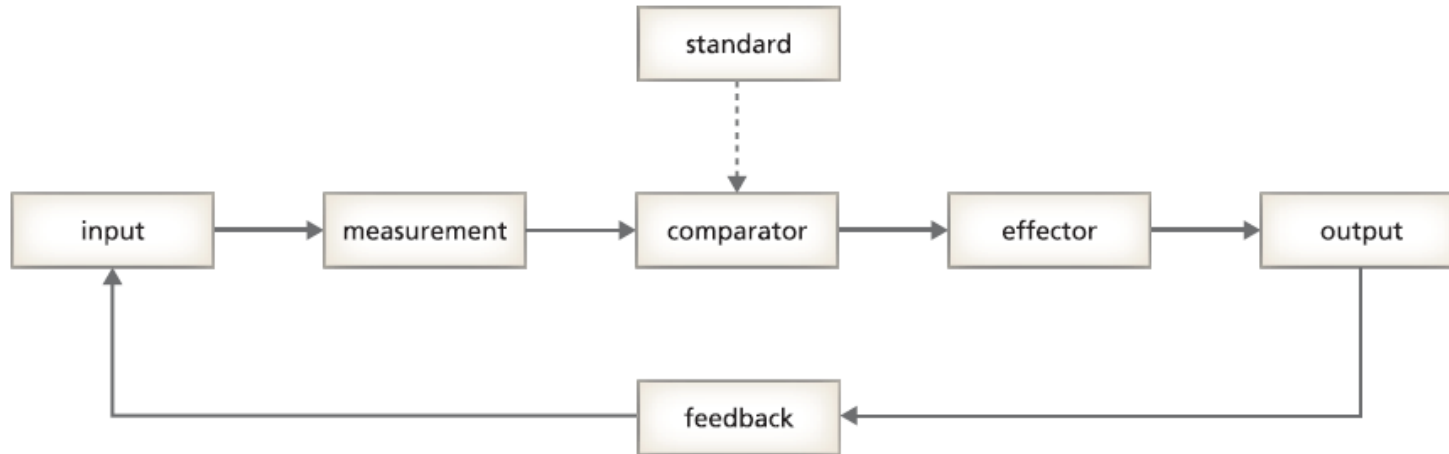 standard
input
measurement
comparator
effector
output
feedback